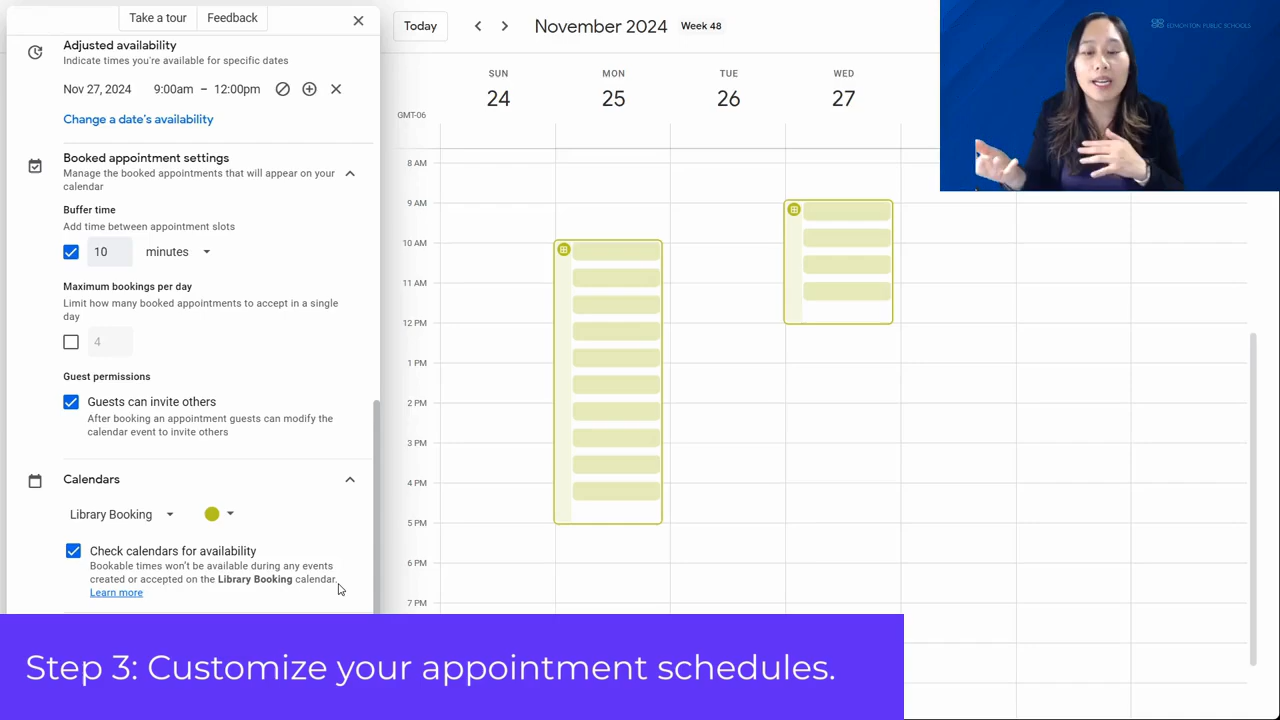 Take a tour
Feedback
Today
November 2024
Week 48
EDMONTON PUBLIC SCHOOLS
Adjusted availability
Indicate times you're available for specific dates
Nov 27, 2024
9:00am – 12:00pm
Change a date's availability
Booked appointment settings
Manage the booked appointments that will appear on your
calendar
Buffer time
Add time between appointment slots
10
minutes
Maximum bookings per day
Limit how many booked appointments to accept in a single
day
4
Guest permissions
Guests can invite others
After booking an appointment guests can modify the
calendar event to invite others
Calendars
Library Booking
Check calendars for availability
Bookable times won't be available during any events
created or accepted on the Library Booking calendar.
Learn more
SUN
MON
TUE
WED
24
25
26
27
GMT-06
8 AM
9 AM
10 AM
11 AM
12 PM
1 PM
2 PM
3 PM
4 PM
5 PM
6 PM
7 PM
Step 3: Customize your appointment schedules.